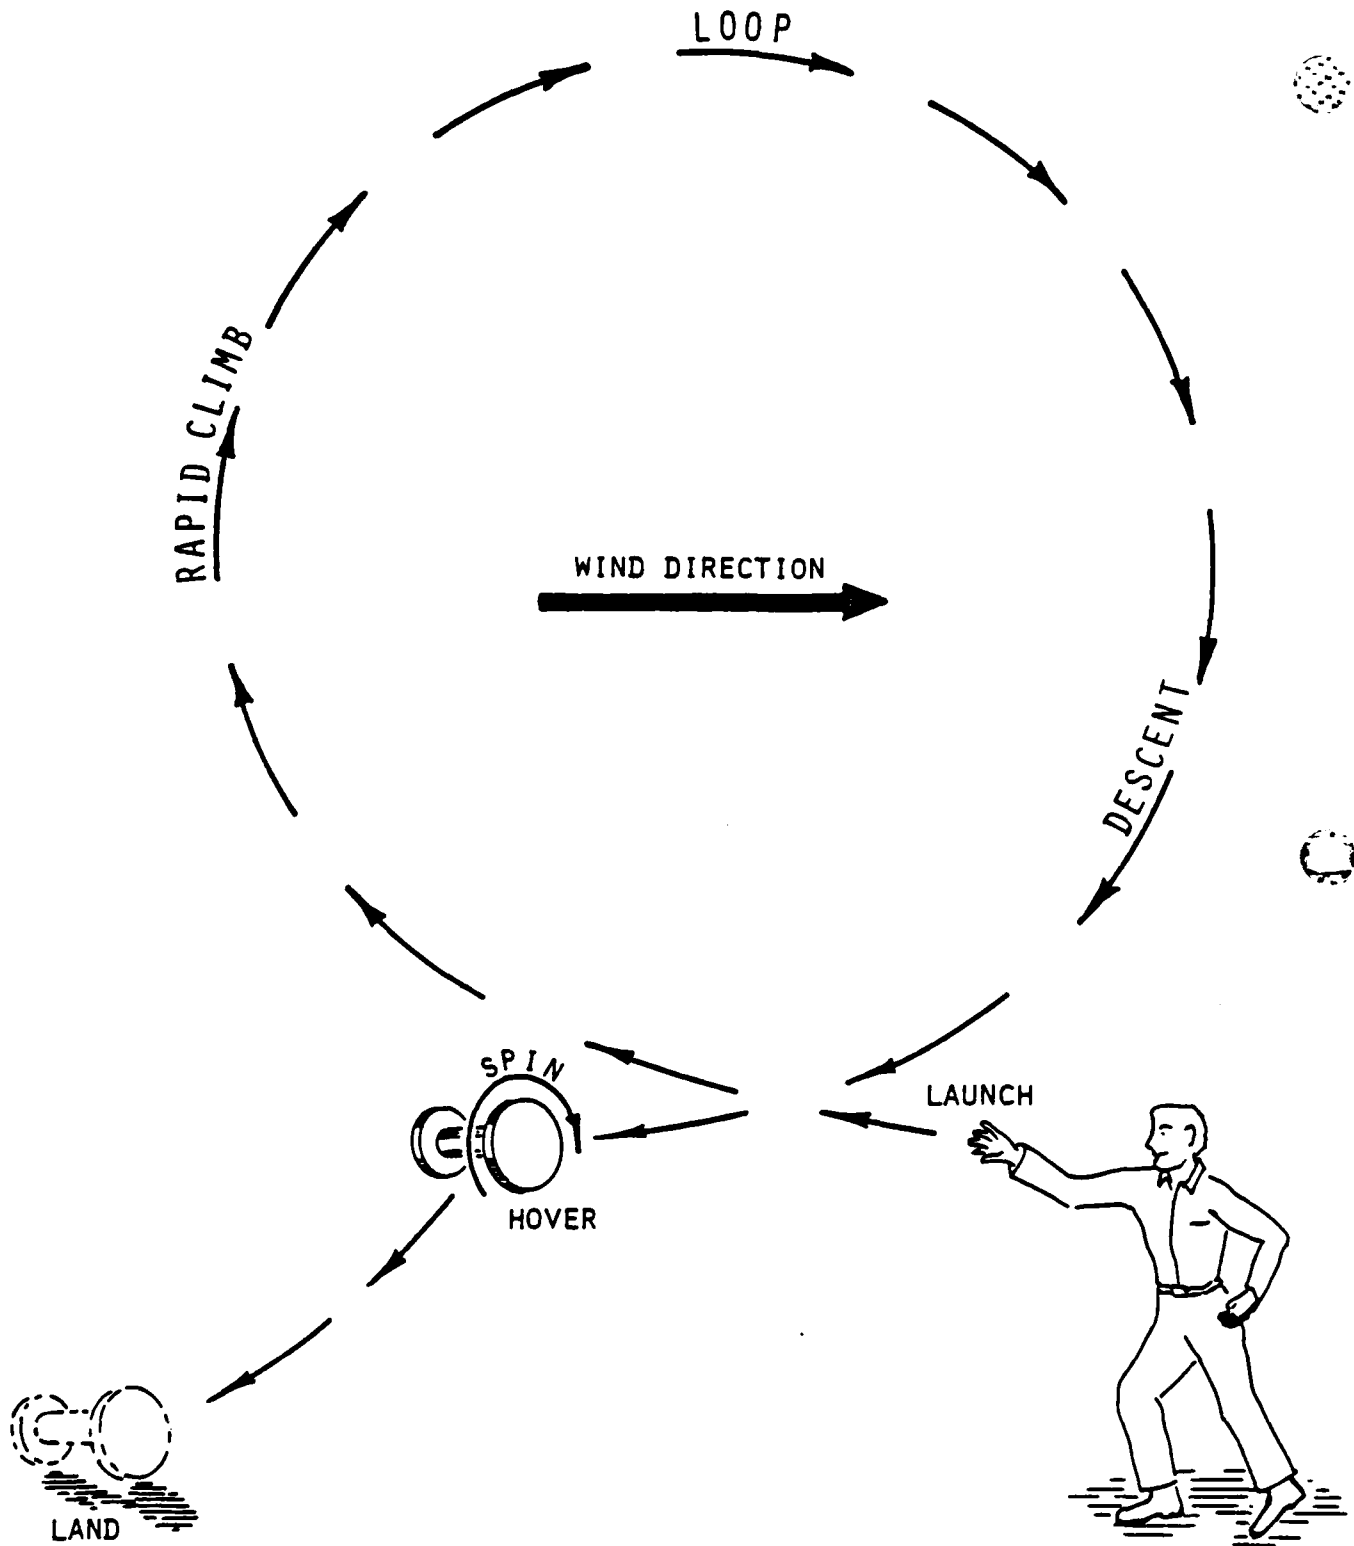 LOOP
RAPID CLIMB
WIND DIRECTION
DESCENT
SPIN
LAUNCH
HOVER
LAND